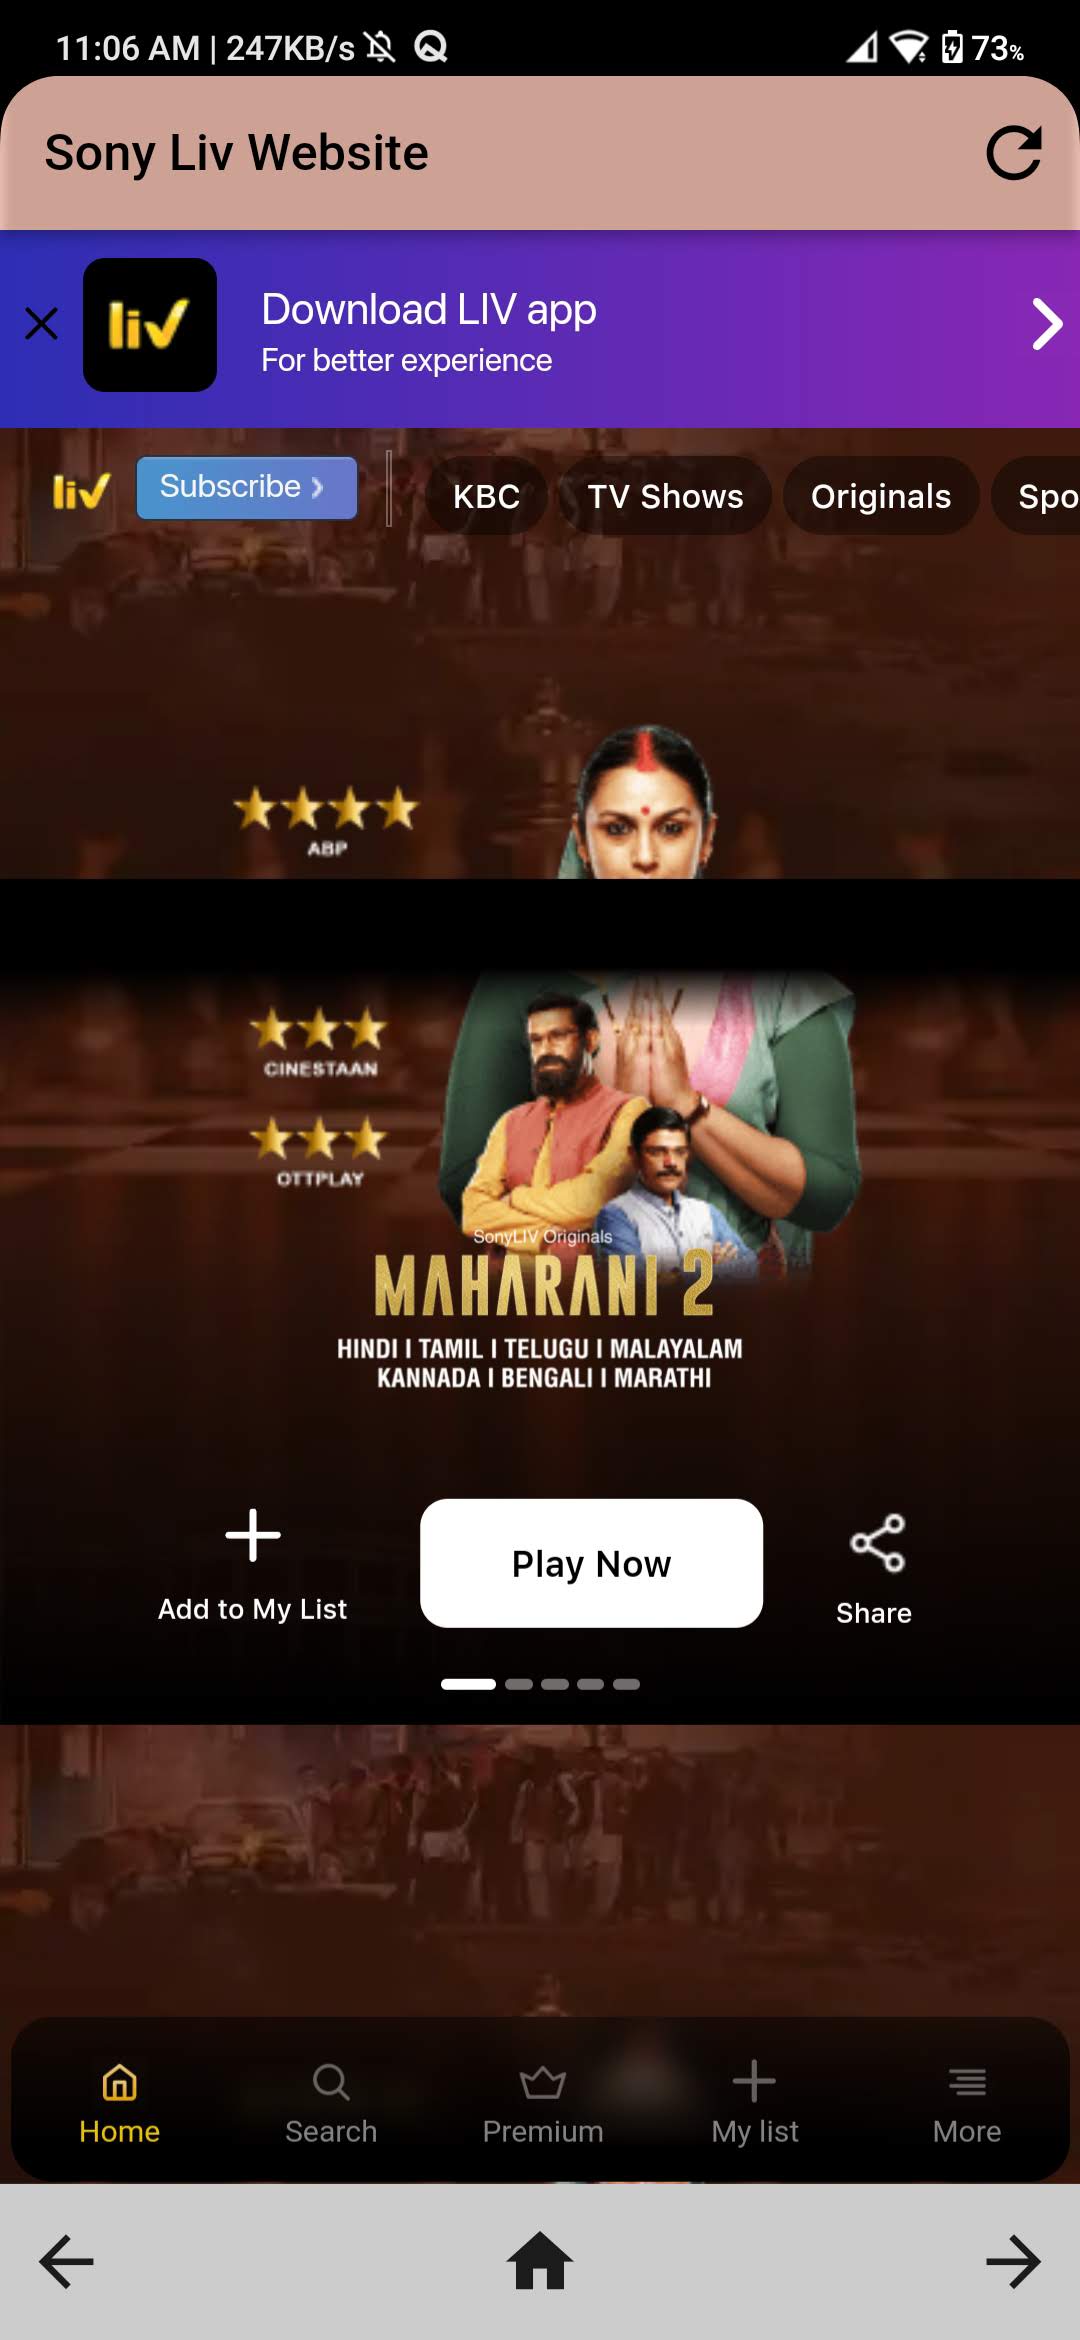 11:06 AM | 247KB/s
73%
Sony Liv Website
liv
Download LIV app
For better experience
liv
Subscribe ›
KBC
TV Shows
Originals
Spo
ABP
CINESTAAN
OTTPLAY
SonyLIV Originals
MAHARANI 2
HINDI I TAMIL I TELUGU I MALAYALAM
KANNADA I BENGALI I MARATHI
Add to My List
Play Now
Share
Home
Search
Premium
My list
More